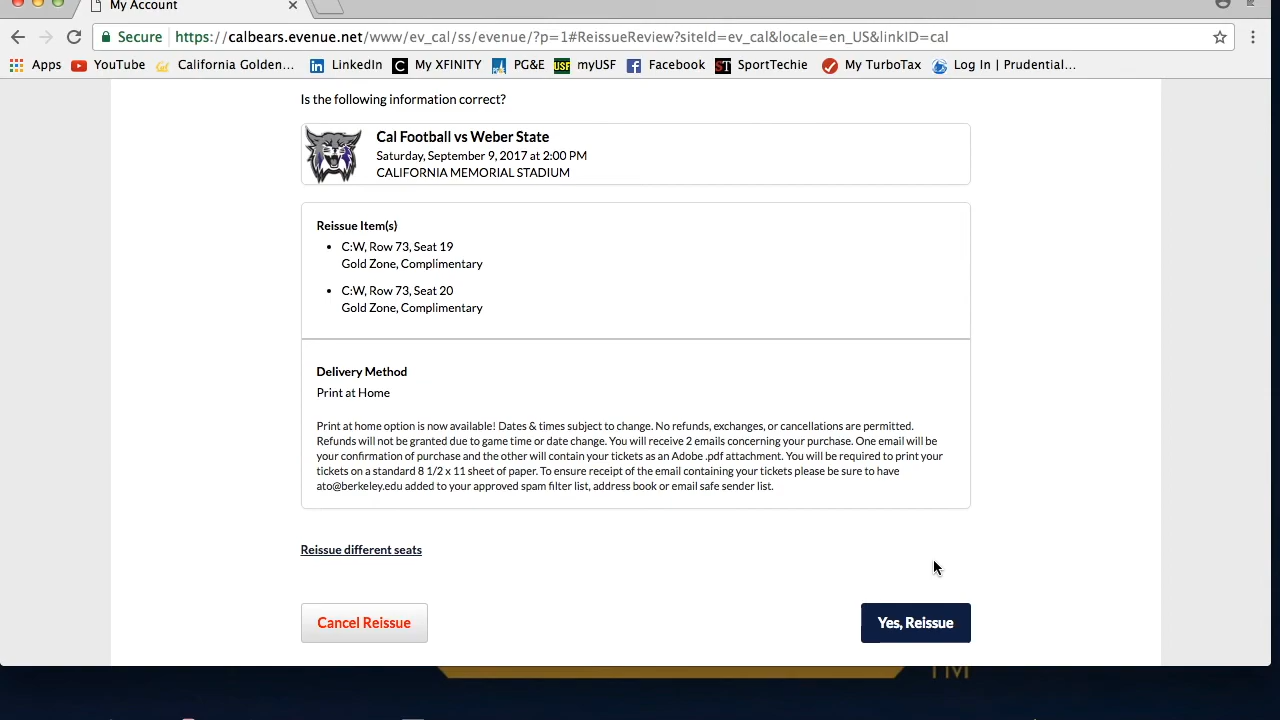 My Account
Secure https://calbears.evenue.net/www/ev_cal/ss/evenue/?p=1#ReissueReview?siteId=ev_cal&locale=en_US&linkID=cal
Apps YouTube California Golden... LinkedIn My XFINITY PG&E USF myUSF Facebook ST SportTechie My TurboTax Log In | Prudential...
Is the following information correct?
Cal Football vs Weber State
Saturday, September 9, 2017 at 2:00 PM
CALIFORNIA MEMORIAL STADIUM
Reissue Item(s)
• C:W, Row 73, Seat 19
Gold Zone, Complimentary
• C:W, Row 73, Seat 20
Gold Zone, Complimentary
Delivery Method
Print at Home
Print at home option is now available! Dates & times subject to change. No refunds, exchanges, or cancellations are permitted.
Refunds will not be granted due to game time or date change. You will receive 2 emails concerning your purchase. One email will be
your confirmation of purchase and the other will contain your tickets as an Adobe .pdf attachment. You will be required to print your
tickets on a standard 8 1/2 x 11 sheet of paper. To ensure receipt of the email containing your tickets please be sure to have
ato@berkeley.edu added to your approved spam filter list, address book or email safe sender list.
Reissue different seats
Cancel Reissue
Yes, Reissue
TM